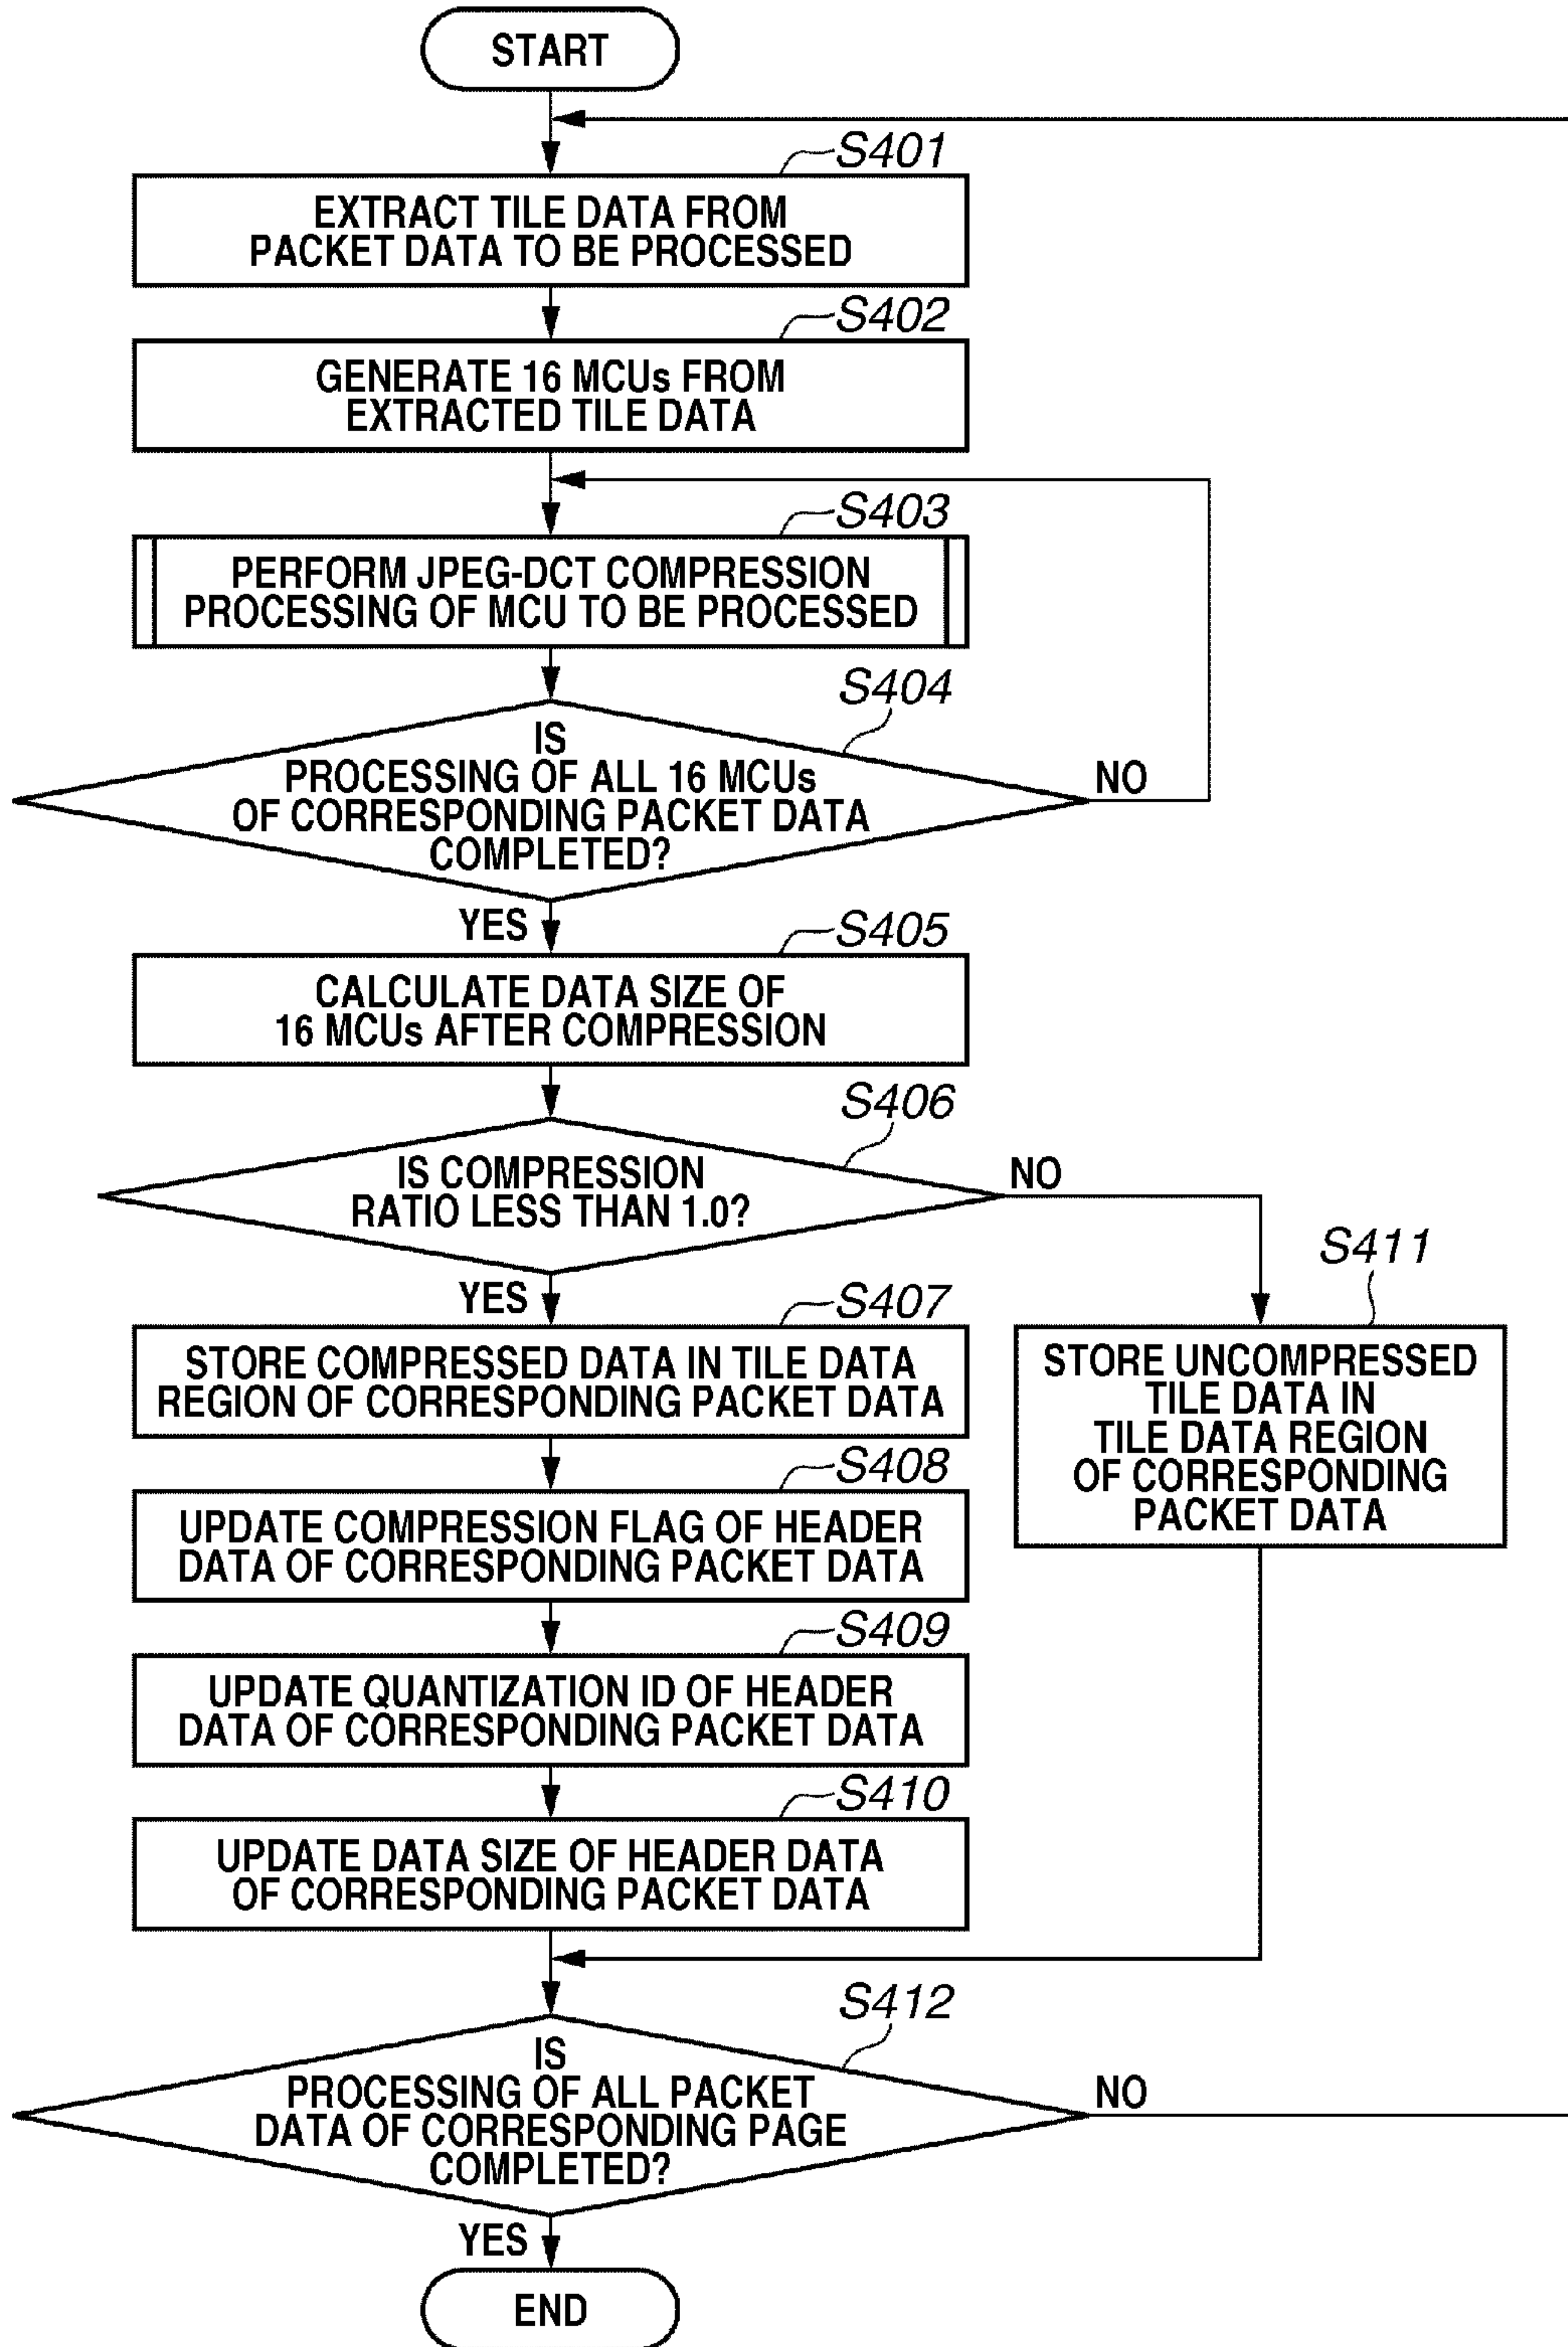 START
S401
EXTRACT TILE DATA FROM
PACKET DATA TO BE PROCESSED
S402
GENERATE 16 MCUs FROM
EXTRACTED TILE DATA
S403
PERFORM JPEG-DCT COMPRESSION
PROCESSING OF MCU TO BE PROCESSED
S404
IS
PROCESSING OF ALL 16 MCUs
OF CORRESPONDING PACKET DATA
COMPLETED?
NO
YES
S405
CALCULATE DATA SIZE OF
16 MCUs AFTER COMPRESSION
S406
IS COMPRESSION
RATIO LESS THAN 1.0?
NO
YES
S407
STORE COMPRESSED DATA IN TILE DATA
REGION OF CORRESPONDING PACKET DATA
S411
STORE UNCOMPRESSED
TILE DATA IN
TILE DATA REGION
OF CORRESPONDING
PACKET DATA
S408
UPDATE COMPRESSION FLAG OF HEADER
DATA OF CORRESPONDING PACKET DATA
S409
UPDATE QUANTIZATION ID OF HEADER
DATA OF CORRESPONDING PACKET DATA
S410
UPDATE DATA SIZE OF HEADER DATA
OF CORRESPONDING PACKET DATA
S412
IS
PROCESSING OF ALL PACKET
DATA OF CORRESPONDING PAGE
COMPLETED?
NO
YES
END